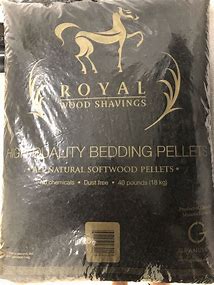 ROYAL
WOOD SHAVINGS
HIGH QUALITY BEDDING PELLETS
• ALL NATURAL SOFTWOOD PELLETS •
No chemicals • Dust free • 40 pounds (18 kg)